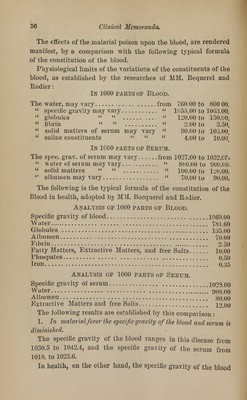 56 Clinical Memoranda.
The effects of the malarial poison upon the blood, are rendered
manifest, by a comparison with the following typical formula
of the constitution of the blood.
Physiological limits of the variations of the constituents of the
blood, as established by the researches of MM. Bequerel and
Rodier:
IN 1000 PARTS OF BLOOD.
The water, may vary from 760.00 to 800 00.
" specific gravity may vary " 1055.00 to 1063.00.
" globules " " " 120.00 to 150.00.
" fibrin " " " 2.00 to 3.50.
" solid matters of serum may vary " 90.00 to 105.00.
" saline constituents " " " 4.00 to 10.00.
IN 1000 PARTS OF SERUM.
The spec. grav. of serum may vary from 1027.00 to 1032.00.
" water of serum may vary " 880.00 to 900.00.
" solid matters " " " 100.00 to 120.00.
" albumen may vary " 70.00 to 90.00.
The following is the typical formula of the constitution of the
Blood in health, adopted by MM. Becquerel and Rodier.
ANALYSIS OF 1000 PARTS OF BLOOD.
Specific gravity of blood 1060.00
Water 781.60
Globules 135.00
Albumen 70.00
Fibrin 2.50
Fatty Matters, Extractive Matters, and free Salts 10.00
Phospates 0.50
Iron 0.35
ANALYSIS OF 1000 PARTS OF SERUM.
Specific gravity of serum 1028.00
Water 908.00
Albumen 80.00
Extractive Matters and free Salts 12.00
The following results are established by this comparison:
1. In malarial fever the specific gravity of the blood and serum is
diminished.
The specific gravity of the blood ranges in this disease from
1030.5 to 1042.4, and the specific gravity of the serum from
1018. to 1023.6.
In health, on the other hand, the specific gravity of the blood